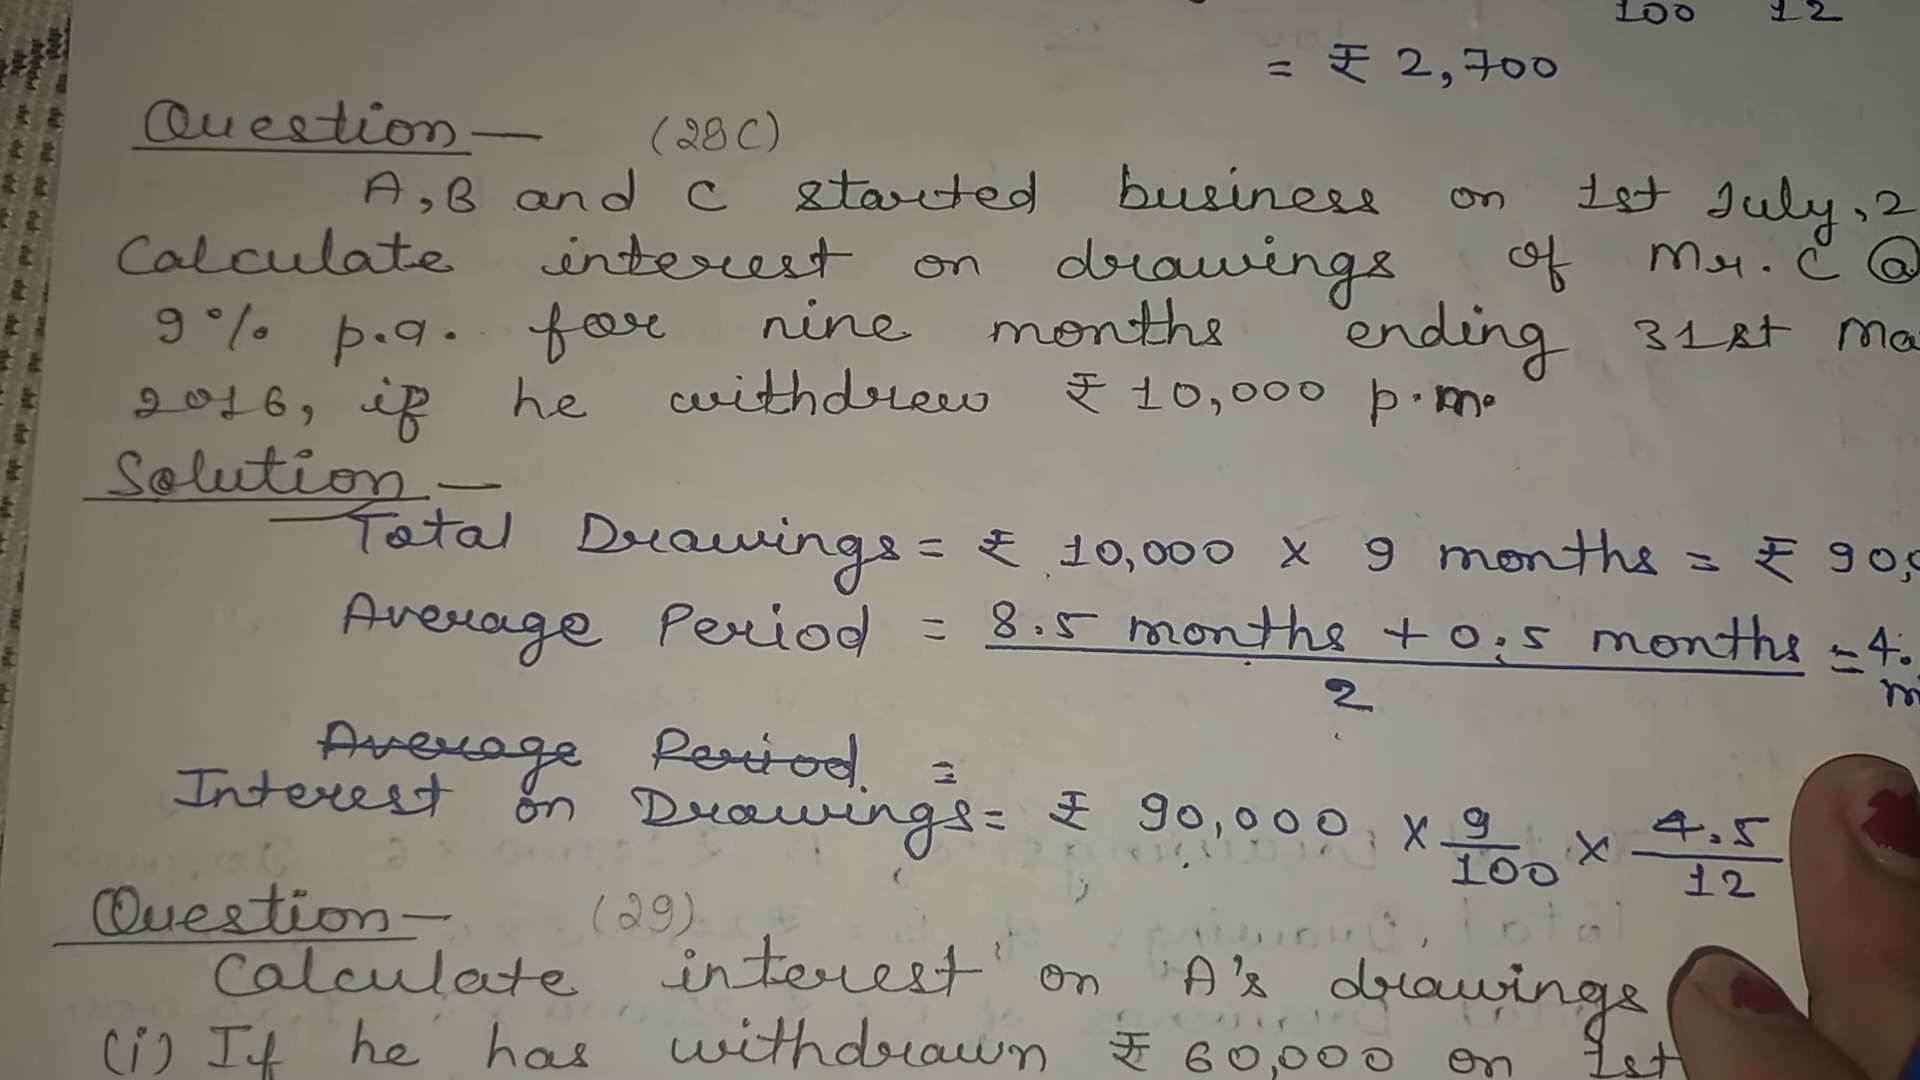 100 12
= ₹ 2,700
Question — (28C)
A, B and C started business on 1st July, 2
Calculate interest on drawings of Mr. C @
9% p.a. for nine months ending 31st Ma
2016, if he withdrew ₹ 10,000 p.m.
Solution —
Total Drawings = ₹ 10,000 x 9 months = ₹ 90,
Average Period = 8.5 months + 0.5 months / 2 = 4.
m
Average Period =
Interest on Drawings = ₹ 90,000 x 9/100 x 4.5/12
Question — (29)
Calculate interest on A's drawings
(i) If he has withdrawn ₹ 60,000 on 1st